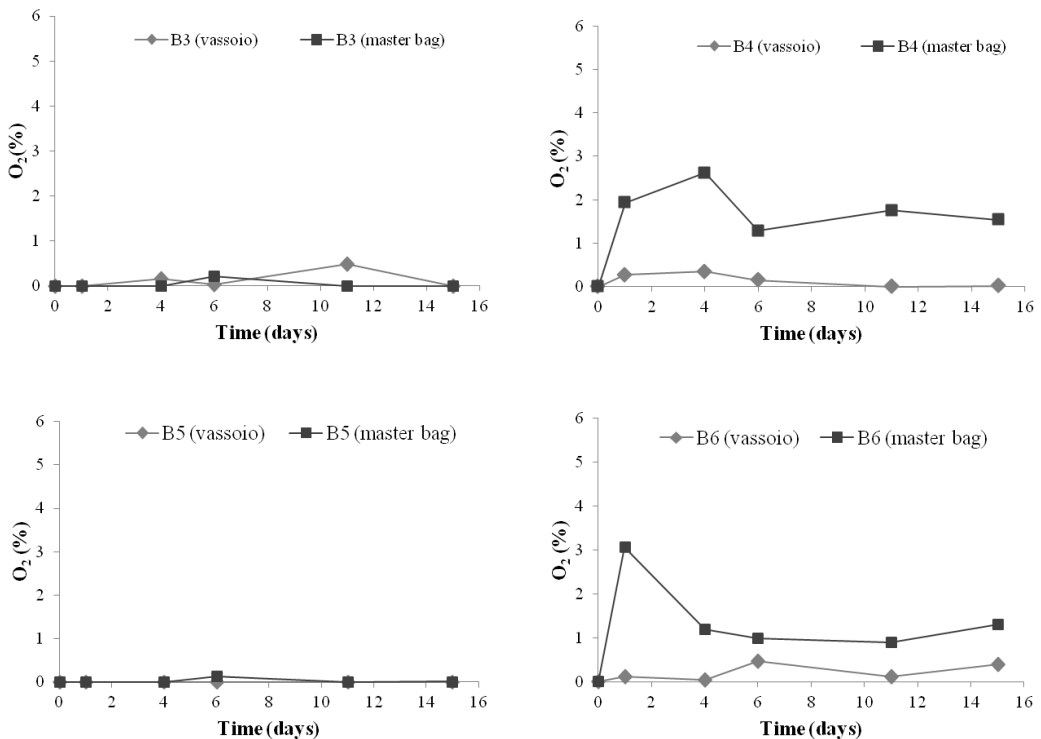 B3 (vassoio) B3 (master bag)
6
5
4
3
2
1
0
O2 (%)
0 2 4 6 8 10 12 14 16
Time (days)
B4 (vassoio) B4 (master bag)
6
5
4
3
2
1
0
O2 (%)
0 2 4 6 8 10 12 14 16
Time (days)
B5 (vassoio) B5 (master bag)
6
5
4
3
2
1
0
O2 (%)
0 2 4 6 8 10 12 14 16
Time (days)
B6 (vassoio) B6 (master bag)
6
5
4
3
2
1
0
O2 (%)
0 2 4 6 8 10 12 14 16
Time (days)